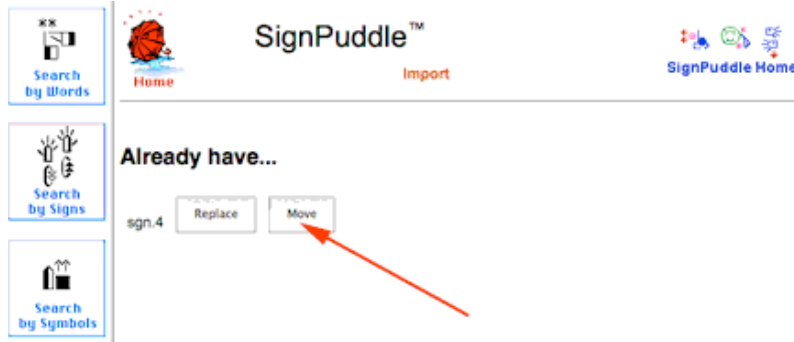 Search
by Words
Search
by Signs
Search
by Symbols
Home
SignPuddle™
Import
SignPuddle Home
Already have...
sgn.4 Replace Move